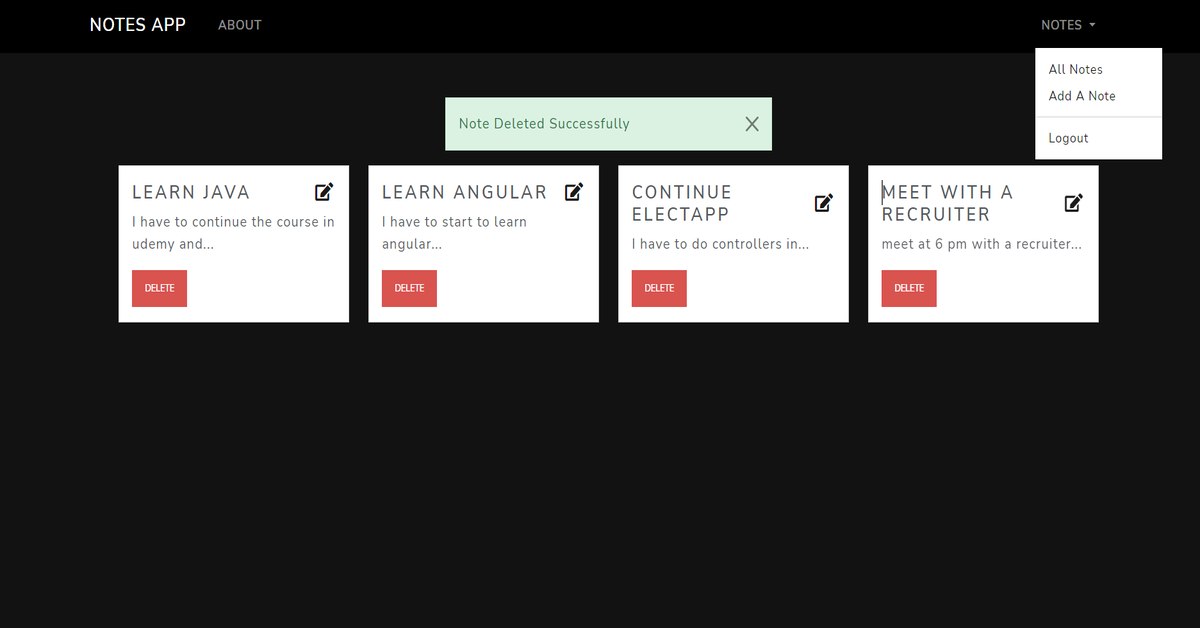 NOTES APP
ABOUT
NOTES
All Notes
Add A Note
Logout
Note Deleted Successfully
LEARN JAVA
I have to continue the course in
udemy and...
DELETE
LEARN ANGULAR
I have to start to learn
angular...
DELETE
CONTINUE
ELECTAPP
I have to do controllers in...
DELETE
MEET WITH A
RECRUITER
meet at 6 pm with a recruiter...
DELETE